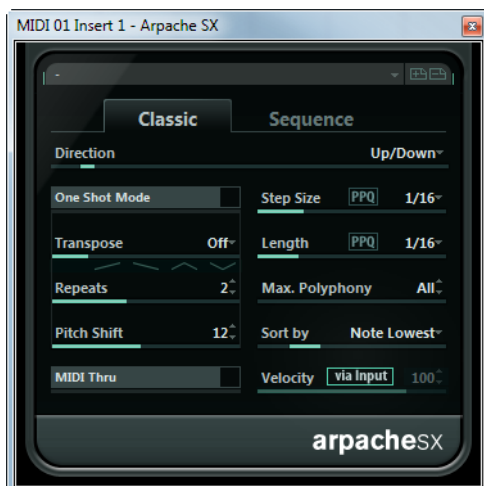 MIDI 01 Insert 1 - Arpache SX
-
Classic Sequence
Direction Up/Down
One Shot Mode Step Size PPQ 1/16
Transpose Off Length PPQ 1/16
Repeats 2 Max. Polyphony All
Pitch Shift 12 Sort by Note Lowest
MIDI Thru Velocity via Input 100
arpachesx